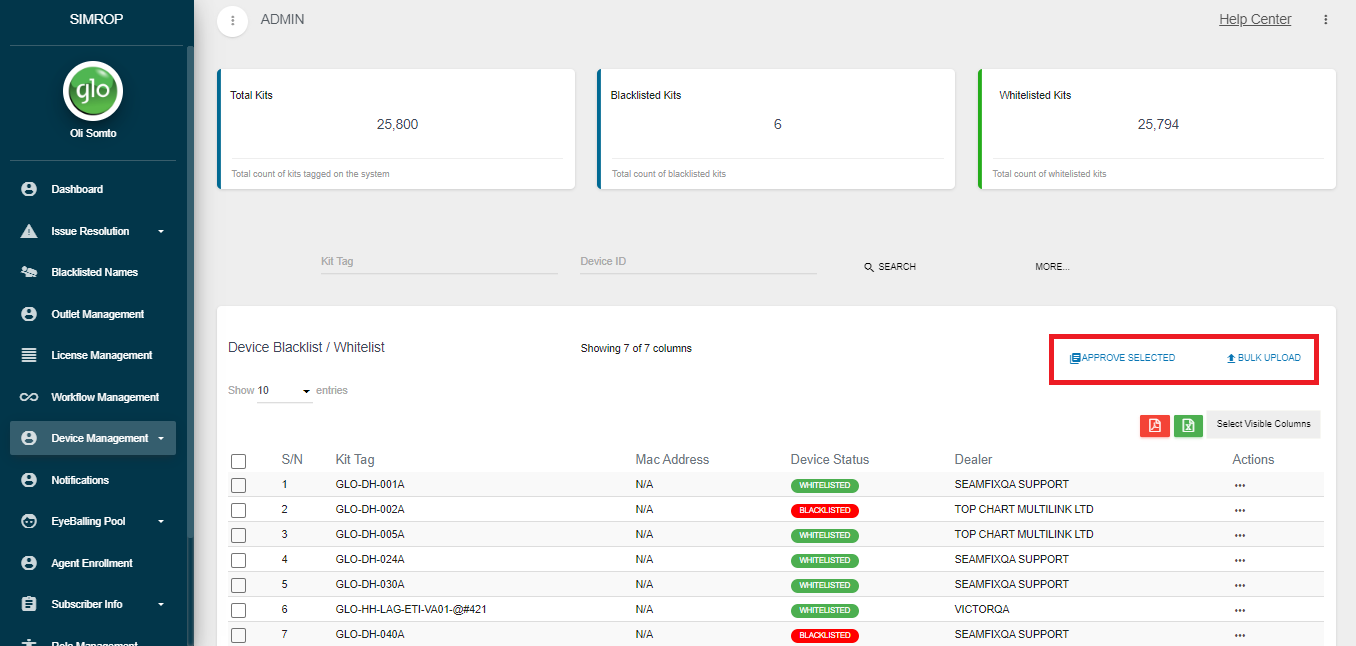 SIMROP
glo
Oli Somto
Dashboard
Issue Resolution
Blacklisted Names
Outlet Management
License Management
Workflow Management
Device Management
Notifications
EyeBalling Pool
Agent Enrollment
Subscriber Info
Role Management
ADMIN
Help Center
Total Kits
25,800
Total count of kits tagged on the system
Blacklisted Kits
6
Total count of blacklisted kits
Whitelisted Kits
25,794
Total count of whitelisted kits
Kit Tag
Device ID
SEARCH
MORE...
Device Blacklist / Whitelist
Showing 7 of 7 columns
APPROVE SELECTED
BULK UPLOAD
Show 10 entries
Select Visible Columns
S/N Kit Tag Mac Address Device Status Dealer Actions
1 GLO-DH-001A N/A WHITELISTED SEAMFIXQA SUPPORT ...
2 GLO-DH-002A N/A BLACKLISTED TOP CHART MULTILINK LTD ...
3 GLO-DH-005A N/A WHITELISTED TOP CHART MULTILINK LTD ...
4 GLO-DH-024A N/A WHITELISTED SEAMFIXQA SUPPORT ...
5 GLO-DH-030A N/A WHITELISTED SEAMFIXQA SUPPORT ...
6 GLO-HH-LAG-ETI-VA01-@#421 N/A WHITELISTED VICTORQA ...
7 GLO-DH-040A N/A BLACKLISTED SEAMFIXQA SUPPORT ...